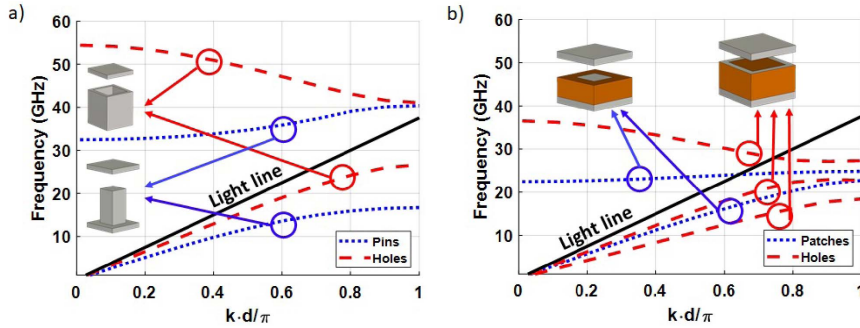 a)
Frequency (GHz)
60
50
40
30
20
10
Light line
Pins
Holes
0
0.2
0.4
0.6
0.8
1
k·d/π
b)
Frequency (GHz)
60
50
40
30
20
10
Light line
Patches
Holes
0
0.2
0.4
0.6
0.8
1
k·d/π